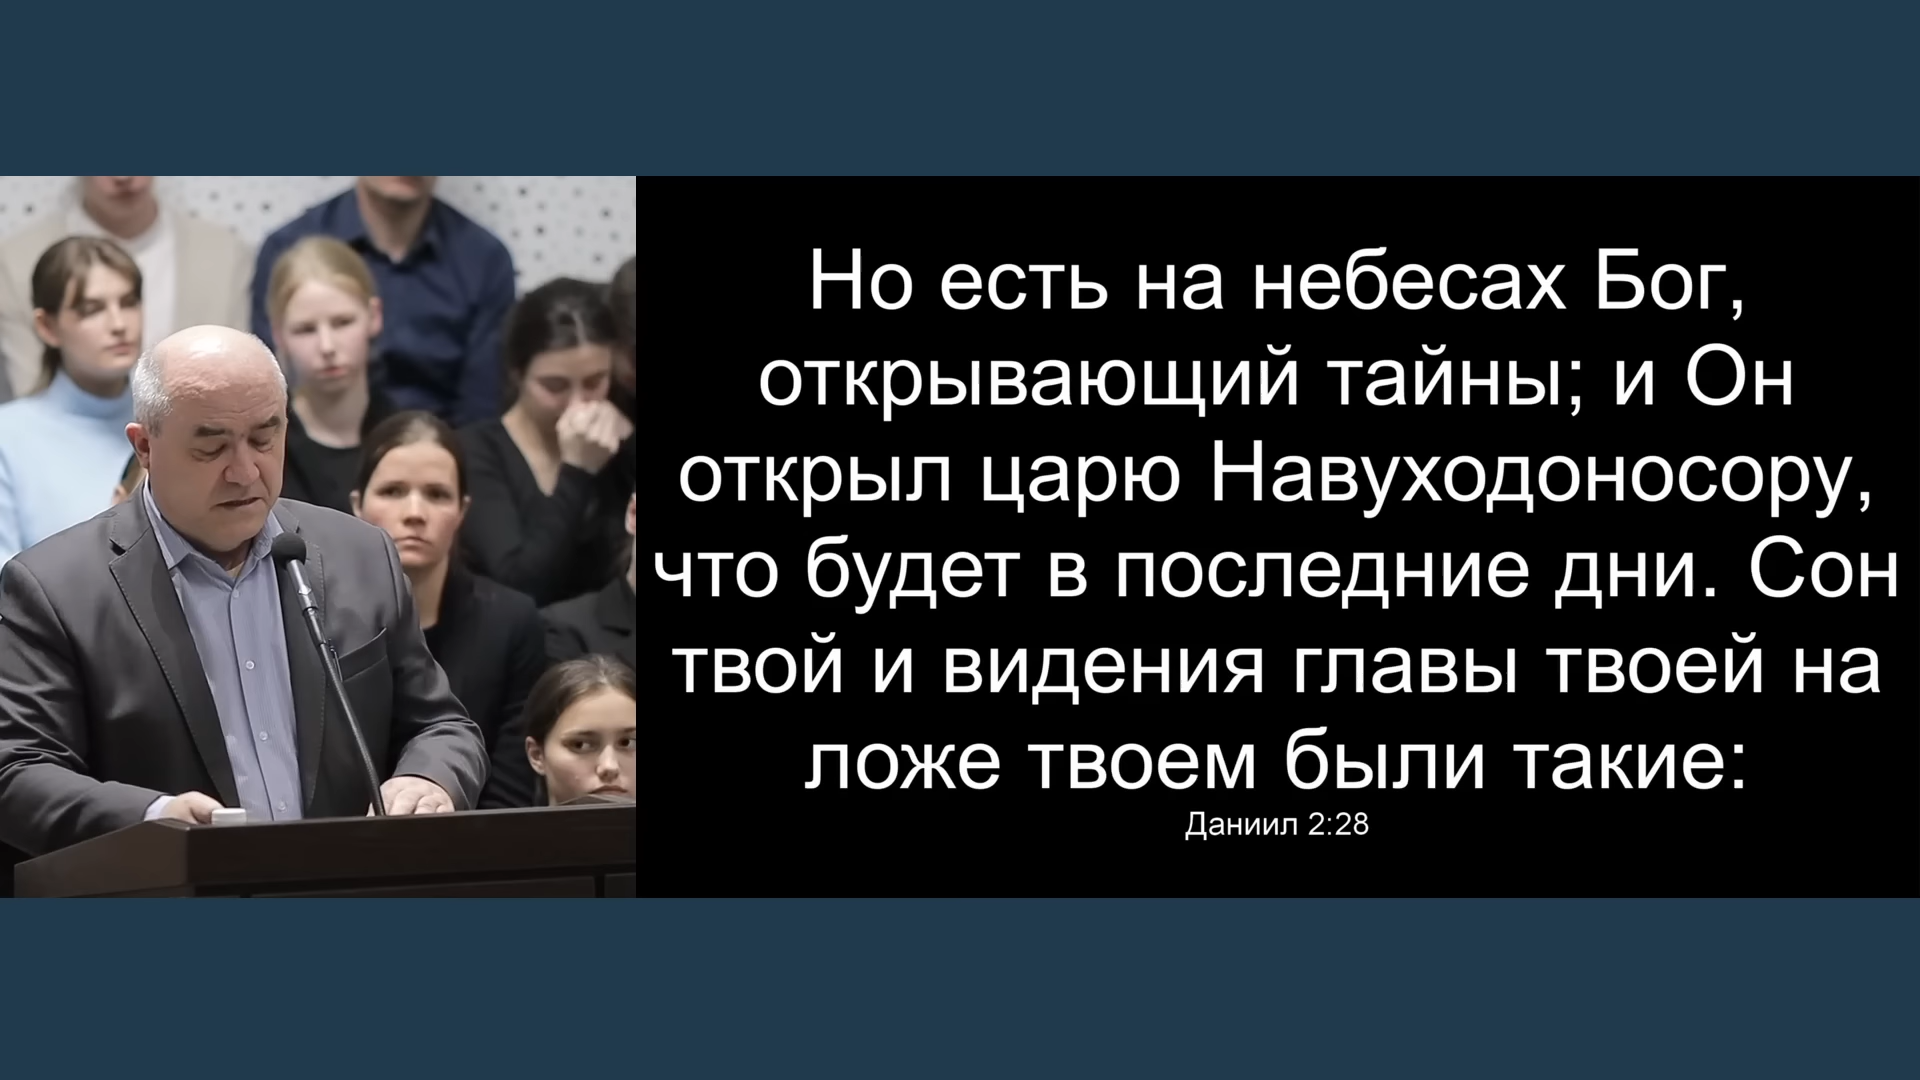 Но есть на небесах Бог,
открывающий тайны; и Он
открыл царю Навуходоносору,
что будет в последние дни. Сон
твой и видения главы твоей на
ложе твоем были такие:
Даниил 2:28